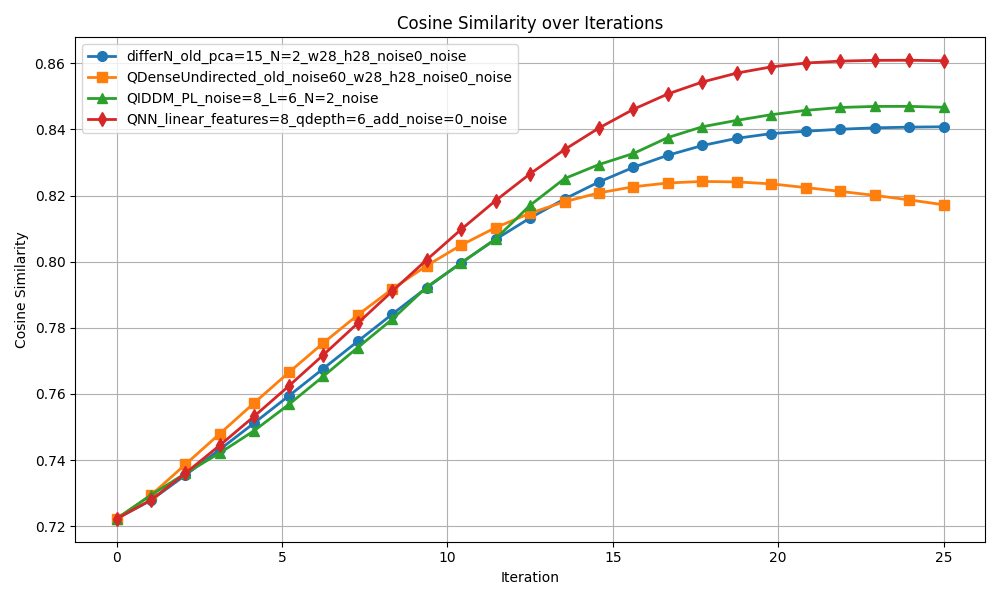 Cosine Similarity over Iterations
differN_old_pca=15_N=2_w28_h28_noise0_noise
QDenseUndirected_old_noise60_w28_h28_noise0_noise
QIDDM_PL_noise=8_L=6_N=2_noise
QNN_linear_features=8_qdepth=6_add_noise=0_noise
Cosine Similarity
0.86
0.84
0.82
0.80
0.78
0.76
0.74
0.72
0 5 10 15 20 25
Iteration